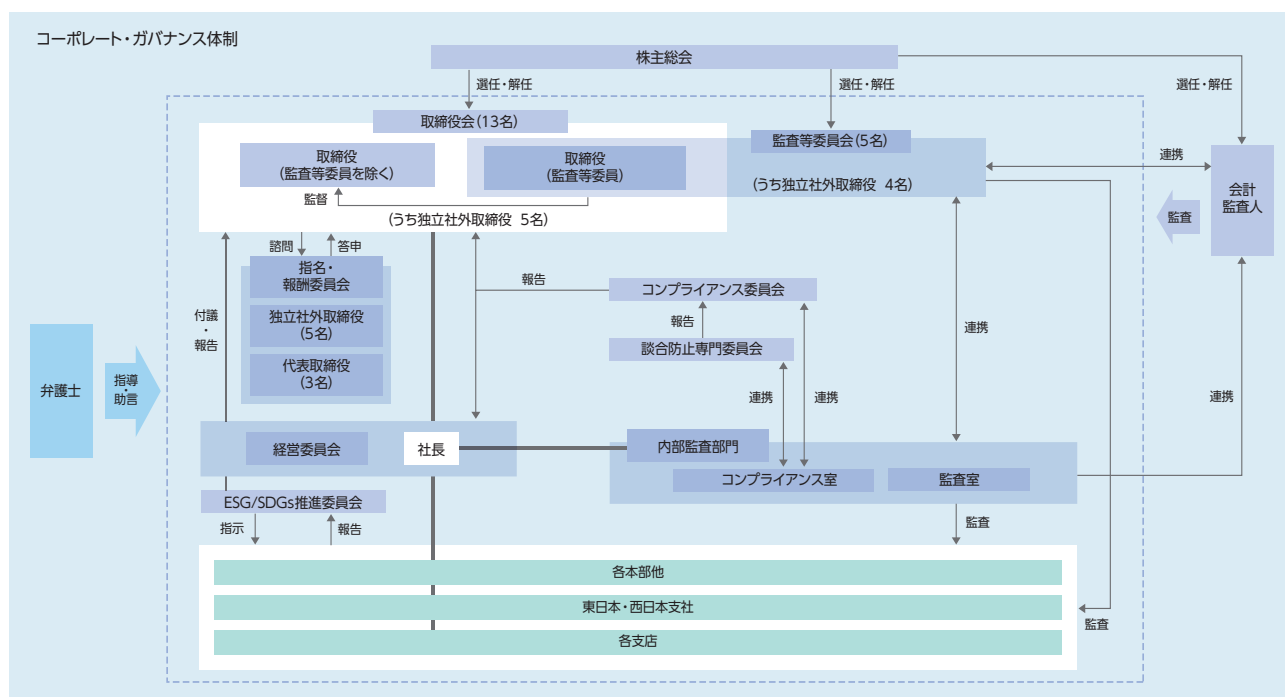 コーポレート・ガバナンス体制
株主総会
選任・解任
選任・解任
選任・解任
取締役会(13名)
監査等委員会(5名)
取締役
(監査等委員を除く)
取締役
(監査等委員)
連携
(うち独立社外取締役 4名)
監督
(うち独立社外取締役 5名)
会計
監査人
監査
諮問
答申
指名・
報酬委員会
独立社外取締役
(5名)
代表取締役
(3名)
付議
・
報告
報告
コンプライアンス委員会
報告
談合防止専門委員会
連携
連携
連携
連携
弁護士
指導
・
助言
経営委員会
社長
内部監査部門
コンプライアンス室
監査室
ESG/SDGs推進委員会
指示
報告
監査
各本部他
東日本・西日本支社
監査
各支店